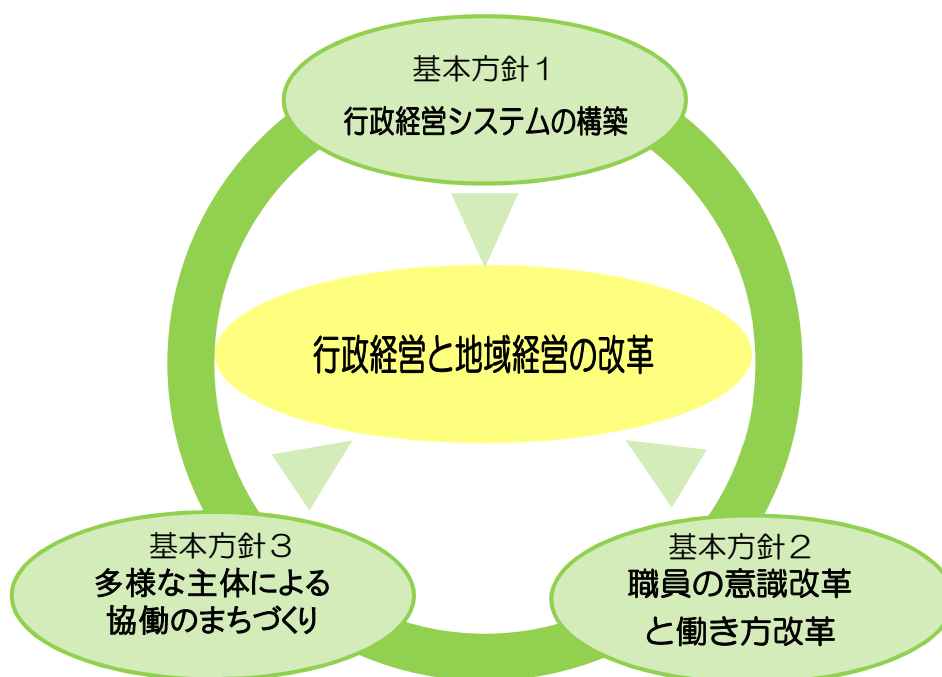 基本方針１
行政経営システムの構築
行政経営と地域経営の改革
基本方針３
多様な主体による
協働のまちづくり
基本方針２
職員の意識改革
と働き方改革